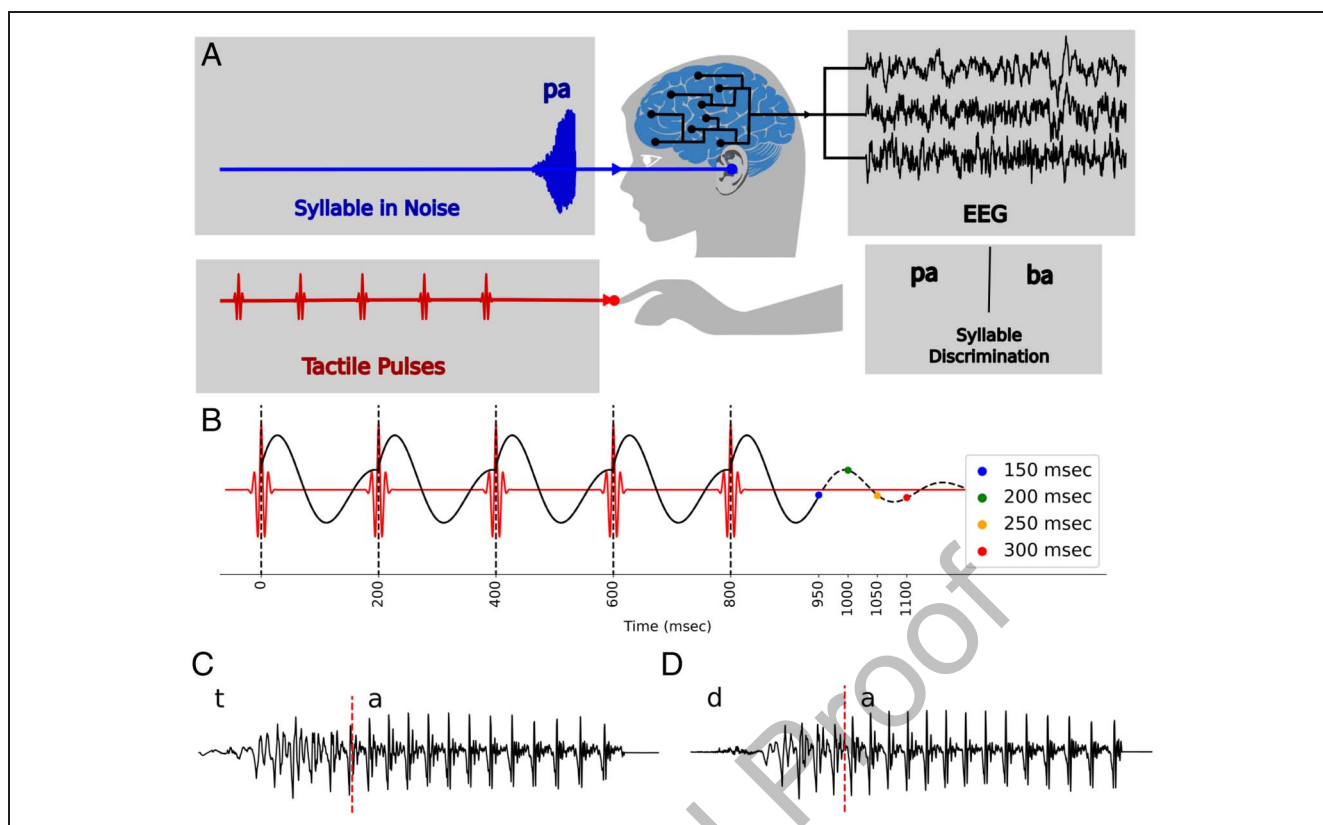 A
pa
Syllable in Noise
EEG
Tactile Pulses
pa
ba
Syllable
Discrimination
B
150 msec
200 msec
250 msec
300 msec
0
200
400
600
800
950
1000
1050
1100
Time (msec)
C
t
a
D
d
a
Proof